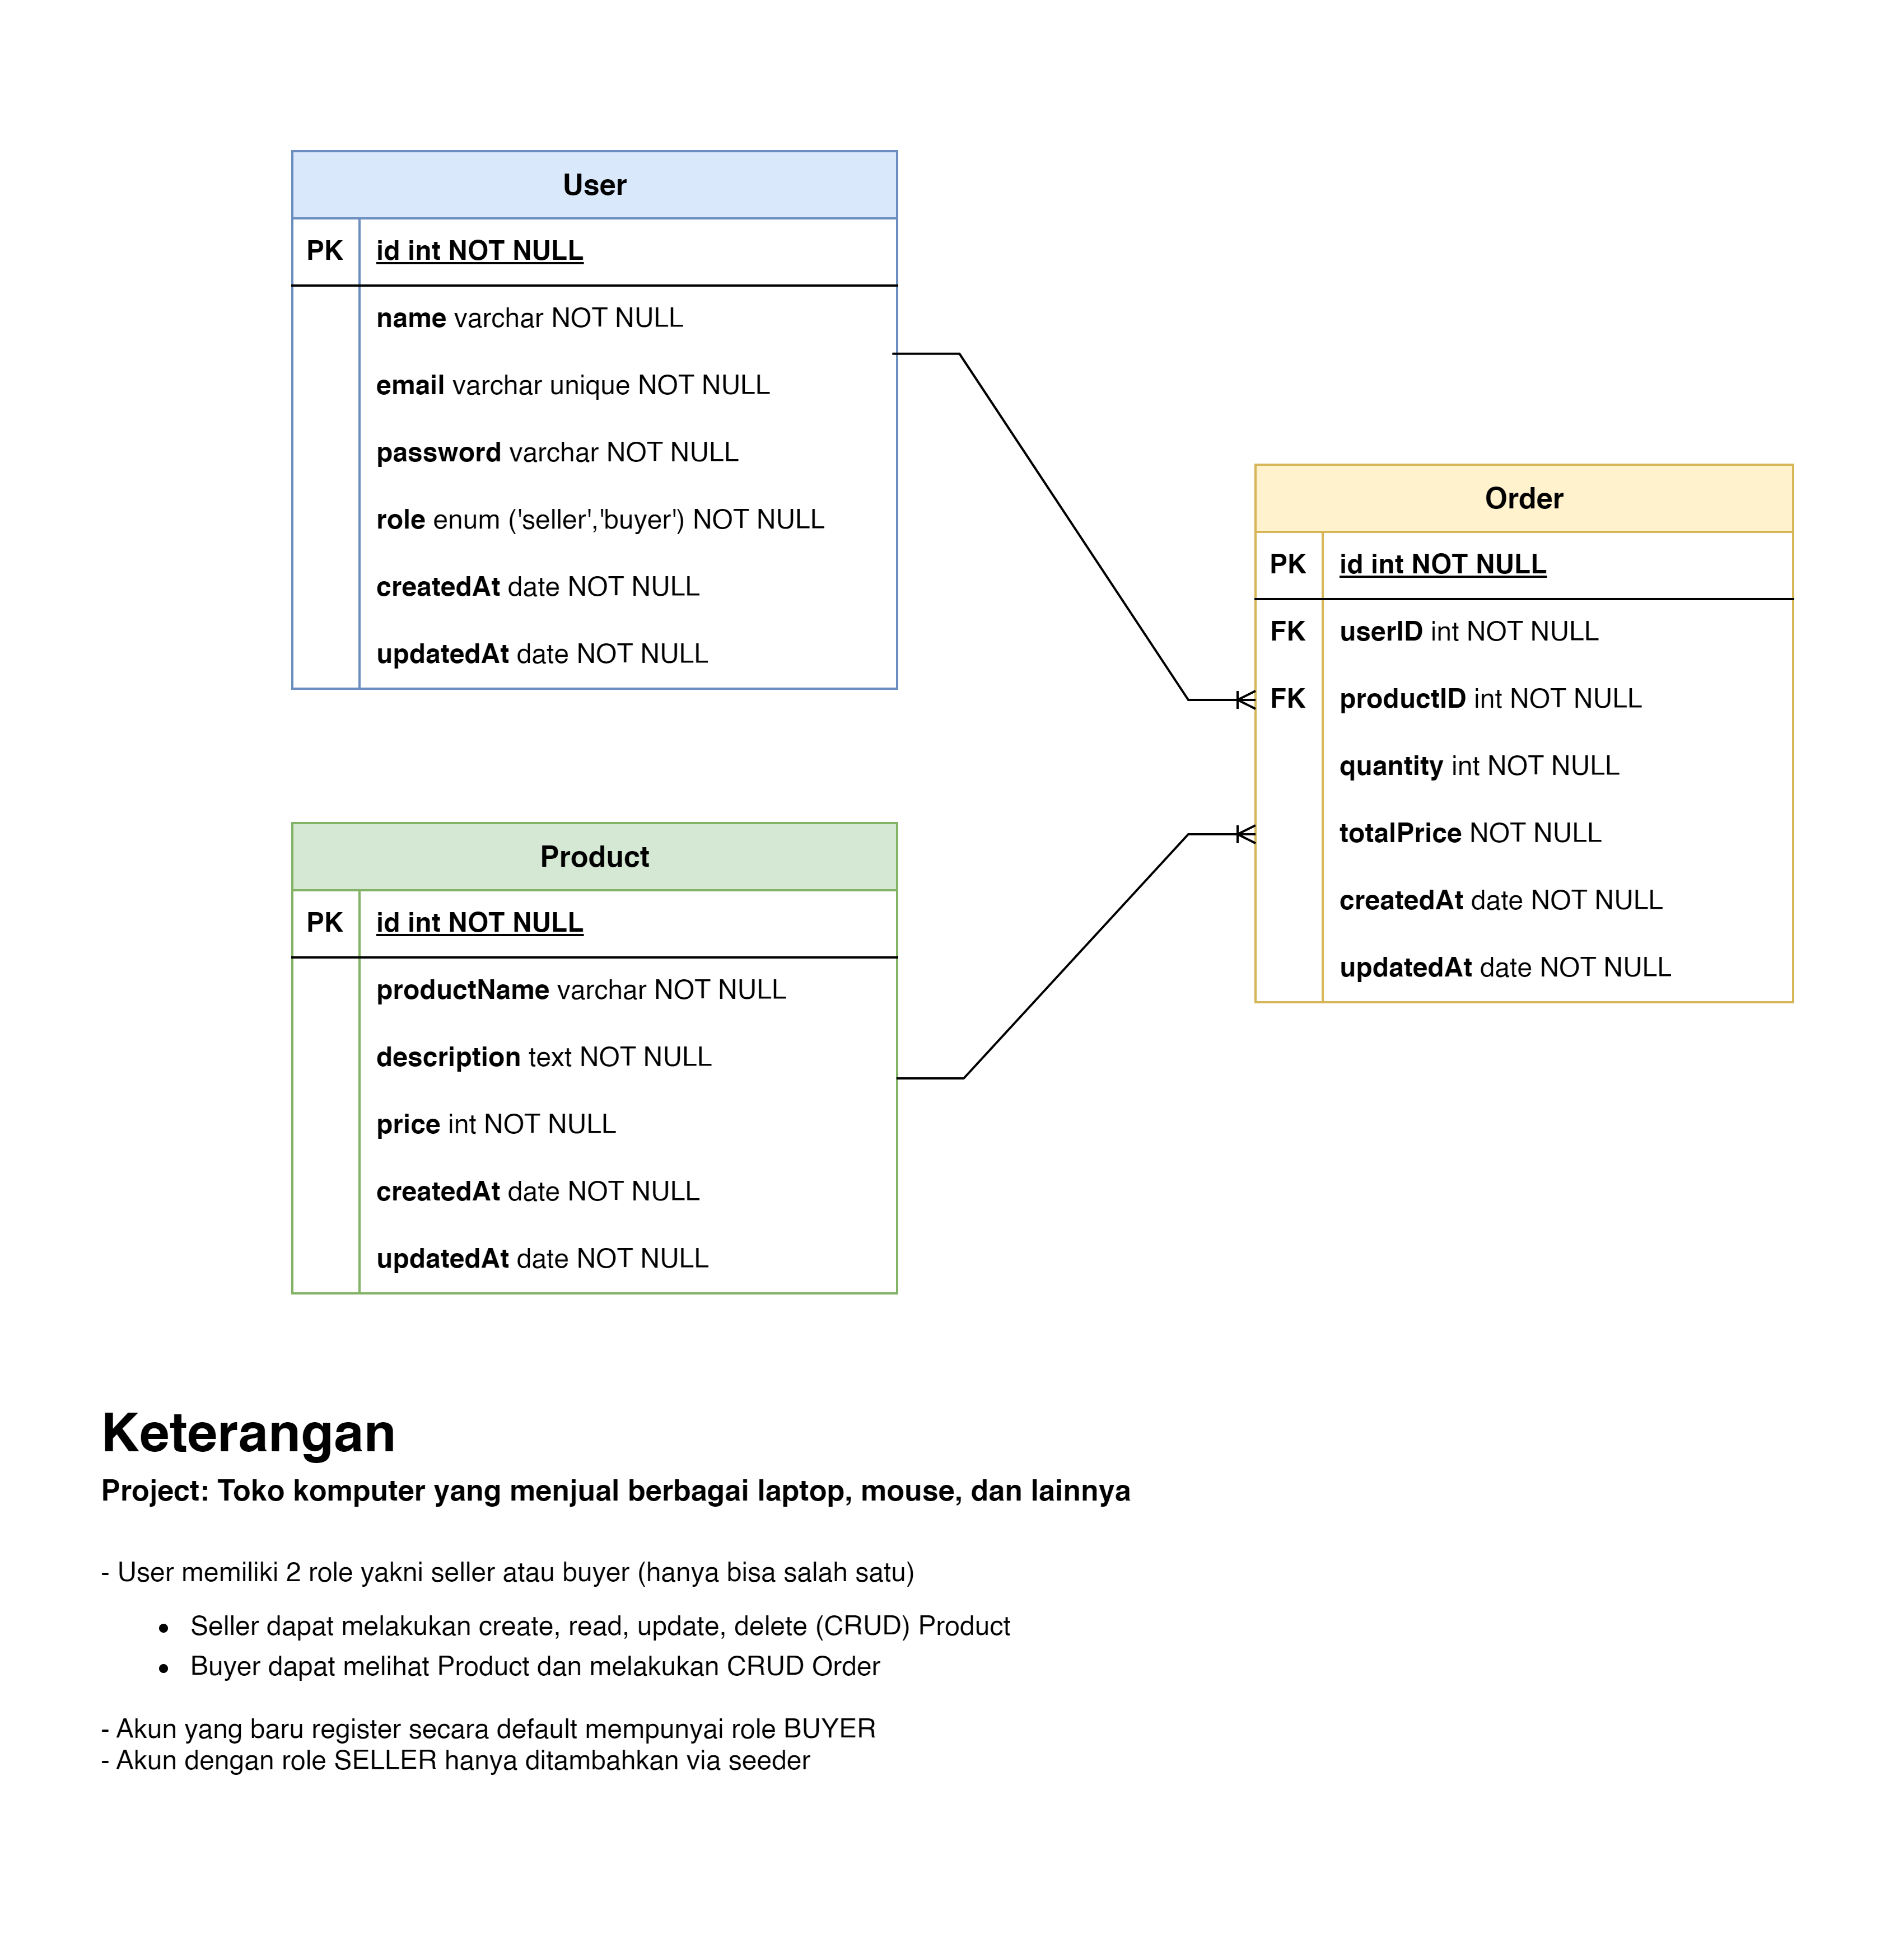 User
PK id int NOT NULL
name varchar NOT NULL
email varchar unique NOT NULL
password varchar NOT NULL
role enum ('seller','buyer') NOT NULL
createdAt date NOT NULL
updatedAt date NOT NULL
Order
PK id int NOT NULL
FK userID int NOT NULL
FK productID int NOT NULL
quantity int NOT NULL
totalPrice NOT NULL
createdAt date NOT NULL
updatedAt date NOT NULL
Product
PK id int NOT NULL
productName varchar NOT NULL
description text NOT NULL
price int NOT NULL
createdAt date NOT NULL
updatedAt date NOT NULL
Keterangan
Project: Toko komputer yang menjual berbagai laptop, mouse, dan lainnya
- User memiliki 2 role yakni seller atau buyer (hanya bisa salah satu)
• Seller dapat melakukan create, read, update, delete (CRUD) Product
• Buyer dapat melihat Product dan melakukan CRUD Order
- Akun yang baru register secara default mempunyai role BUYER
- Akun dengan role SELLER hanya ditambahkan via seeder